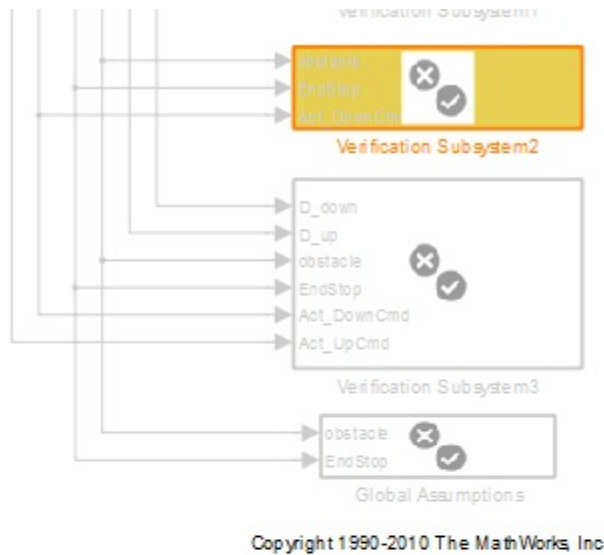 Verification Subsystem1
obstacle
EndStop
Act_DownCmd
Verification Subsystem2
D_down
D_up
obstacle
EndStop
Act_DownCmd
Act_UpCmd
Verification Subsystem3
obstacle
EndStop
Global Assumptions
Copyright 1990-2010 The MathWorks, Inc